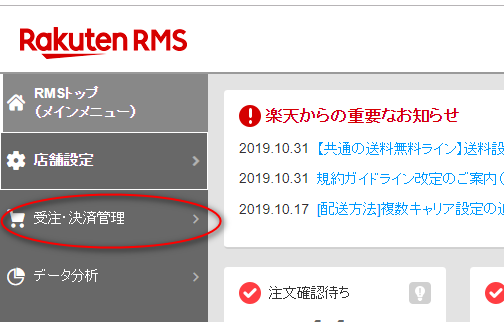 Rakuten RMS
RMSトップ
（メインメニュー）
店舗設定
受注・決済管理
データ分析
楽天からの重要なお知らせ
2019.10.31 【共通の送料無料ライン】送料設
2019.10.31 規約ガイドライン改定のご案内（
2019.10.17 [配送方法]複数キャリア設定の
注文確認待ち